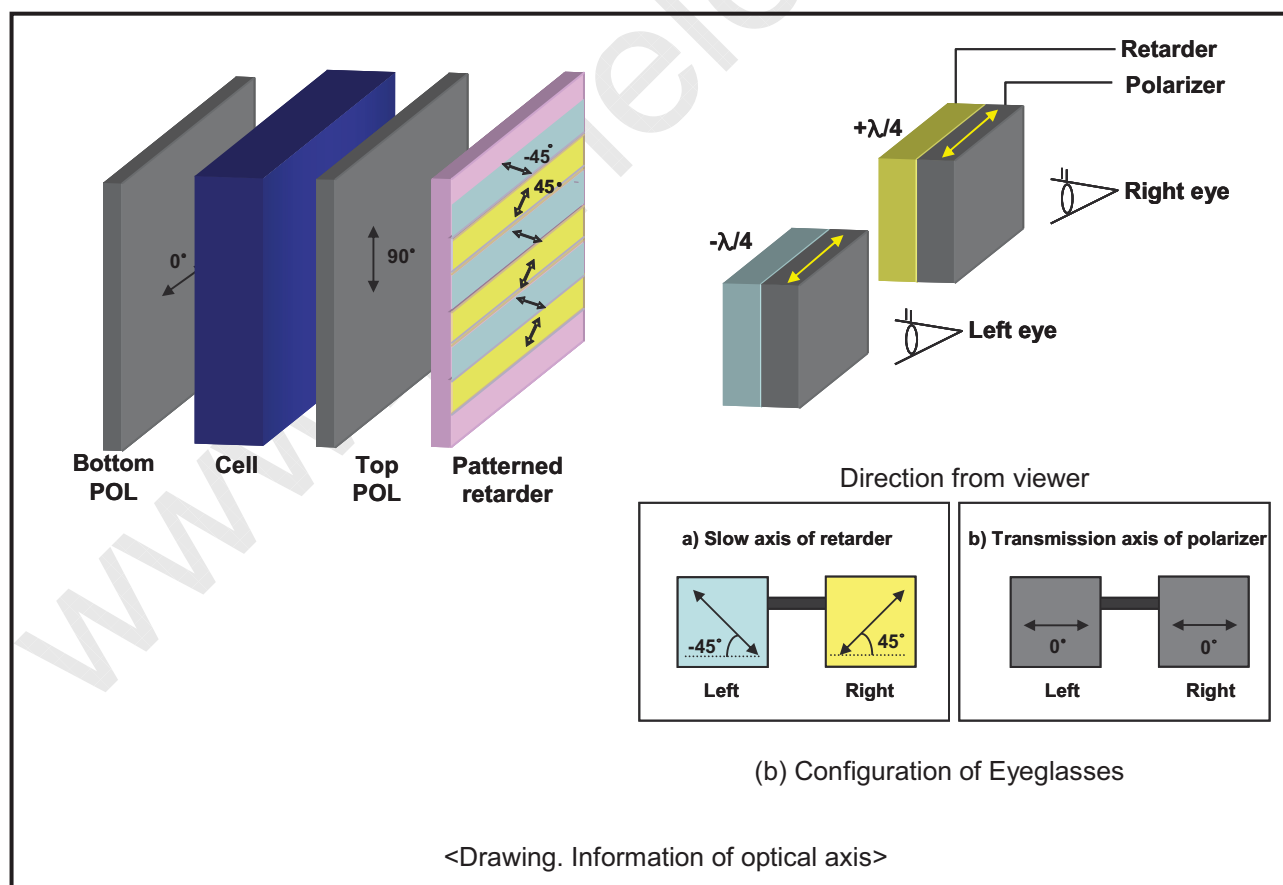 Retarder
Polarizer
+λ/4
Right eye
-λ/4
Left eye
-45˚
45˚
0˚
90˚
Bottom
POL
Cell
Top
POL
Patterned
retarder
Direction from viewer
a) Slow axis of retarder
-45˚
45˚
Left
Right
b) Transmission axis of polarizer
0˚
0˚
Left
Right
(b) Configuration of Eyeglasses
<Drawing. Information of optical axis>